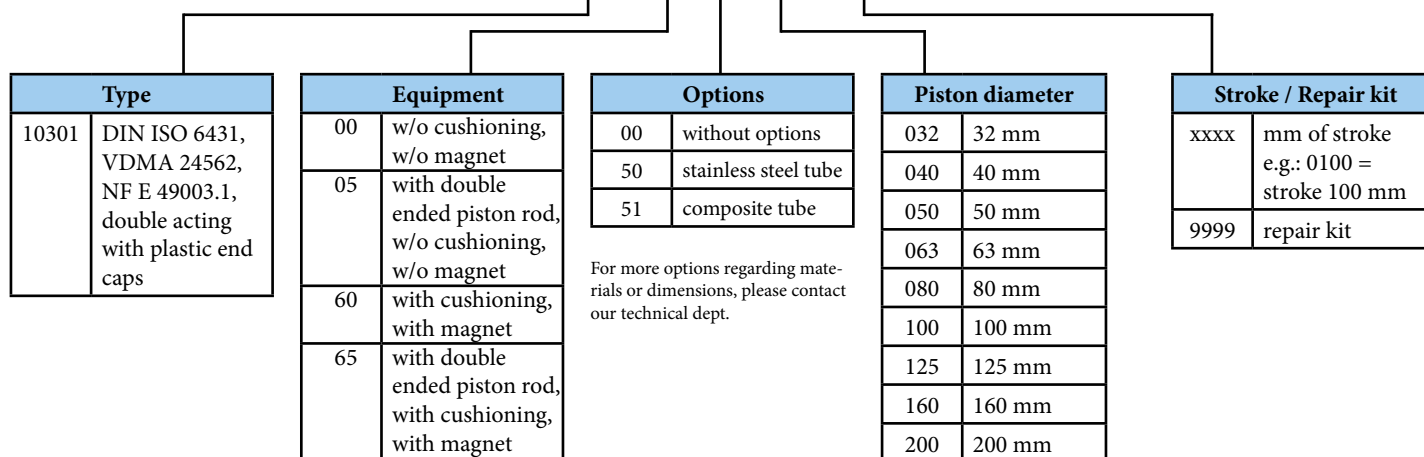 Type
10301 DIN ISO 6431,
VDMA 24562,
NF E 49003.1,
double acting
with plastic end
caps
Equipment
00 w/o cushioning,
w/o magnet
05 with double
ended piston rod,
w/o cushioning,
w/o magnet
60 with cushioning,
with magnet
65 with double
ended piston rod,
with cushioning,
with magnet
Options
00 without options
50 stainless steel tube
51 composite tube
For more options regarding mate-
rials or dimensions, please contact
our technical dept.
Piston diameter
032 32 mm
040 40 mm
050 50 mm
063 63 mm
080 80 mm
100 100 mm
125 125 mm
160 160 mm
200 200 mm
Stroke / Repair kit
xxxx mm of stroke
e.g.: 0100 =
stroke 100 mm
9999 repair kit